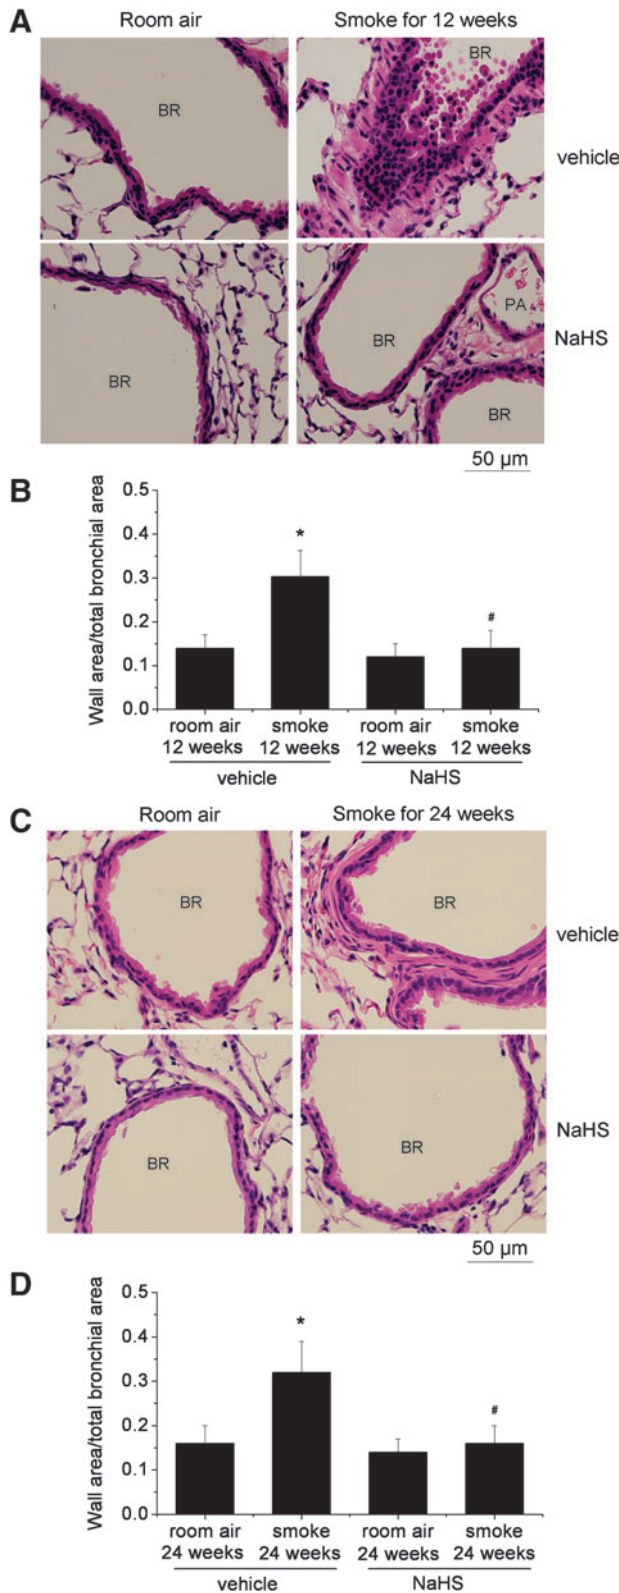 A
Room air
Smoke for 12 weeks
BR
BR
vehicle
BR
BR
PA
BR
NaHS
50 µm
B
Wall area/total bronchial area
0.5
0.4
0.3
0.2
0.1
0.0
*
#
room air smoke room air smoke
12 weeks 12 weeks 12 weeks 12 weeks
vehicle NaHS
C
Room air
Smoke for 24 weeks
BR
BR
vehicle
BR
BR
NaHS
50 µm
D
Wall area/total bronchial area
0.5
0.4
0.3
0.2
0.1
0.0
*
#
room air smoke room air smoke
24 weeks 24 weeks 24 weeks 24 weeks
vehicle NaHS